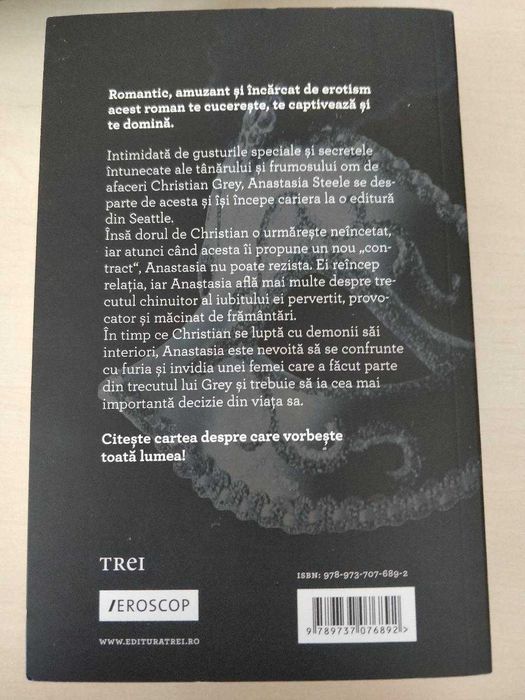 Romantic, amuzant și încărcat de erotism
acest roman te cucerește, te captivează și
te domină.
Intimidată de gusturile speciale și secretele
întunecate ale tânărului și frumosului om de
afaceri Christian Grey, Anastasia Steele se des-
parte de acesta și își începe cariera la o editură
din Seattle.
Însă dorul de Christian o urmărește neîncetat,
iar atunci când acesta îi propune un nou „con-
tract“, Anastasia nu poate rezista. Ei reîncep
relația, iar Anastasia află mai multe despre tre-
cutul chinuitor al iubitului ei pervertit, provo-
cator și măcinat de frământări.
În timp ce Christian se luptă cu demonii săi
interiori, Anastasia este nevoită să se confrunte
cu furia și invidia unei femei care a făcut parte
din trecutul lui Grey și trebuie să ia cea mai
importantă decizie din viața sa.
Citește cartea despre care vorbește
toată lumea!
TREI
/EROSCOP
WWW.EDITURATREI.RO
ISBN: 978-973-707-689-2
9 789737 076892 >